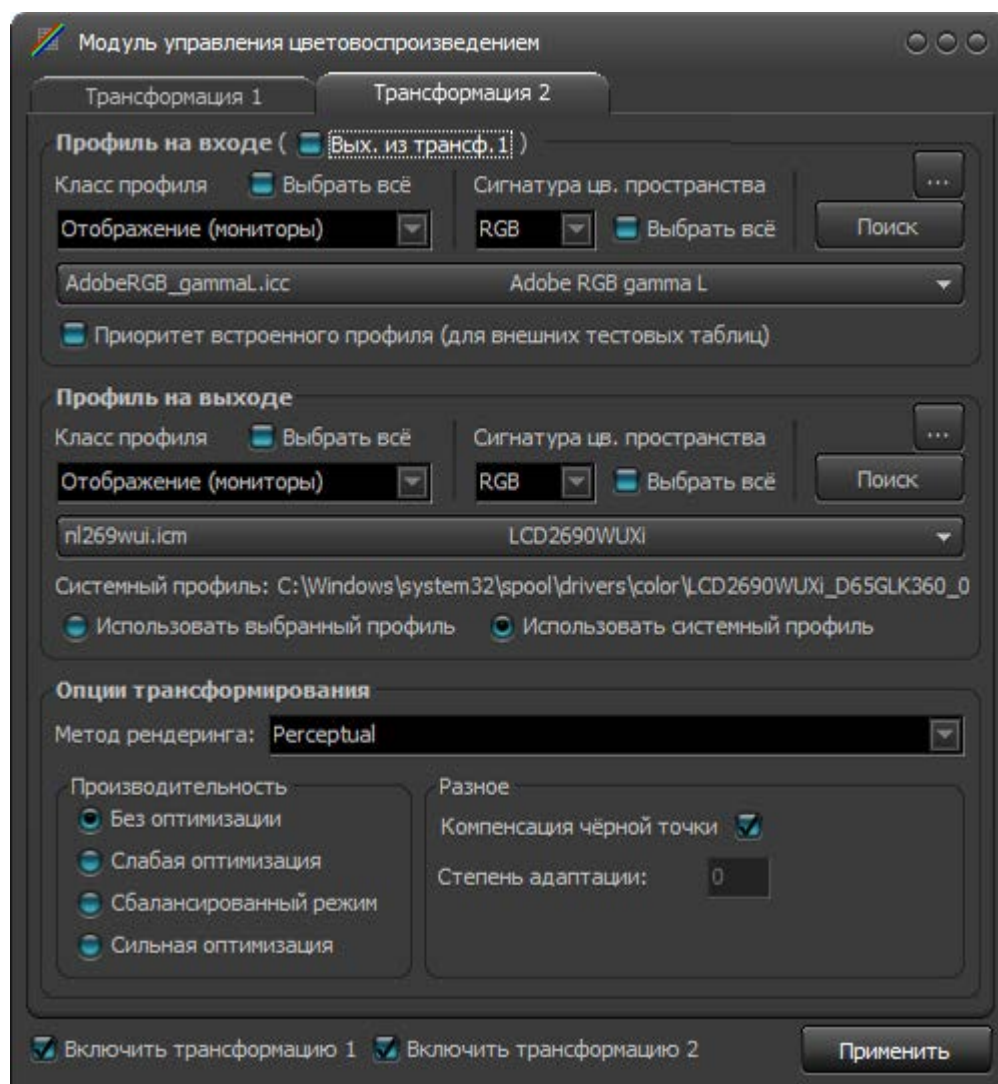 Модуль управления цветовоспроизведением
Трансформация 1 Трансформация 2
Профиль на входе ( Вых. из трансф.1 )
Класс профиля Выбрать всё Сигнатура цв. пространства ...
Отображение (мониторы) RGB Выбрать всё Поиск
AdobeRGB_gammaL.icc Adobe RGB gamma L
Приоритет встроенного профиля (для внешних тестовых таблиц)
Профиль на выходе
Класс профиля Выбрать всё Сигнатура цв. пространства ...
Отображение (мониторы) RGB Выбрать всё Поиск
nl269wui.icm LCD2690WUXi
Системный профиль: C:\Windows\system32\spool\drivers\color\LCD2690WUXi_D65GLK360_0
Использовать выбранный профиль Использовать системный профиль
Опции трансформирования
Метод рендеринга: Perceptual
Производительность Разное
Без оптимизации Компенсация чёрной точки
Слабая оптимизация Степень адаптации: 0
Сбалансированный режим
Сильная оптимизация
Включить трансформацию 1 Включить трансформацию 2 Применить